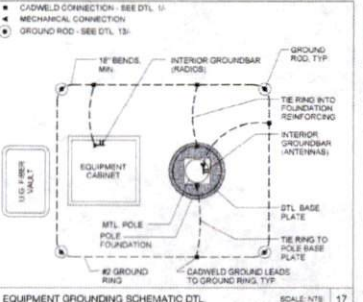 CADWELD CONNECTION - SEE DTL. 1/-
MECHANICAL CONNECTION
GROUND ROD - SEE DTL. 13/-
18" BENDS,
MIN.
INTERIOR GROUNDBAR
(RADIOS)
GROUND
ROD, TYP.
TIE RING INTO
FOUNDATION
REINFORCING
INTERIOR
GROUNDBAR
(ANTENNAS)
EQUIPMENT
CABINET
U.G. FIBER
VAULT
MTL. POLE
POLE
FOUNDATION
DTL. BASE
PLATE
TIE RING TO
POLE BASE
PLATE
#2 GROUND
RING
CADWELD GROUND LEADS
TO GROUND RING, TYP.
EQUIPMENT GROUNDING SCHEMATIC DTL.
SCALE: NTS
17